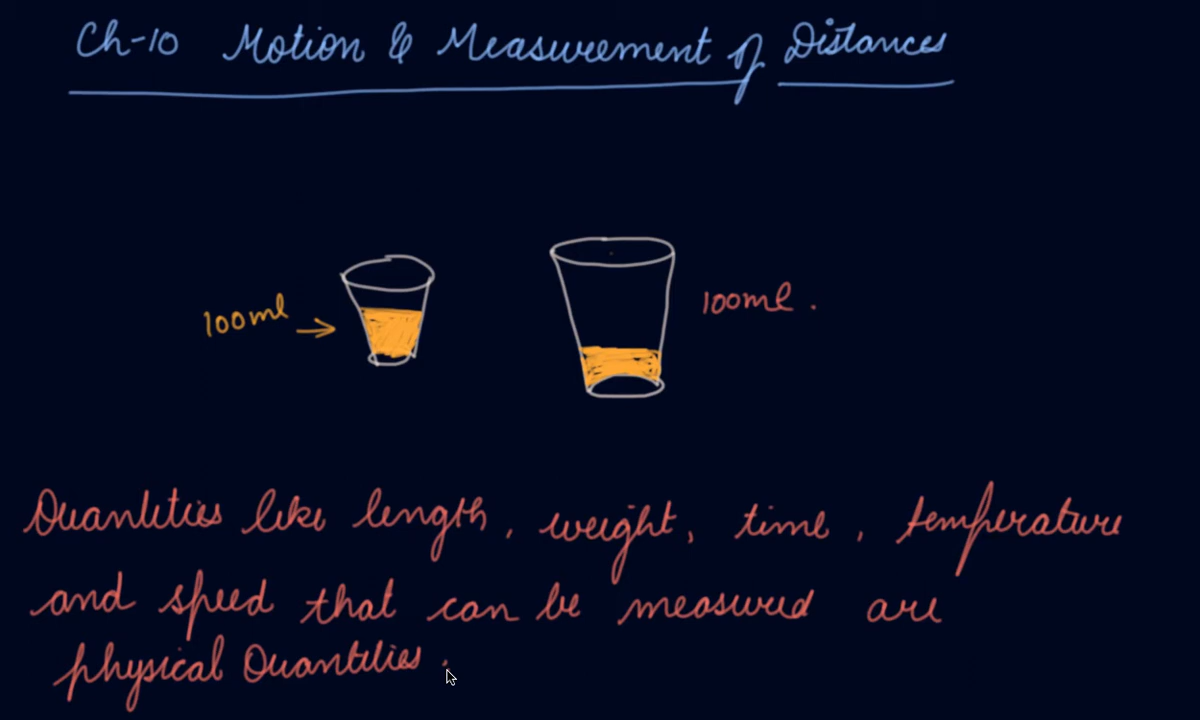 Ch-10 Motion & Measurement of Distances
100ml
100ml.
Quantities like length, weight, time, temperature
and speed that can be measured are
physical Quantities.